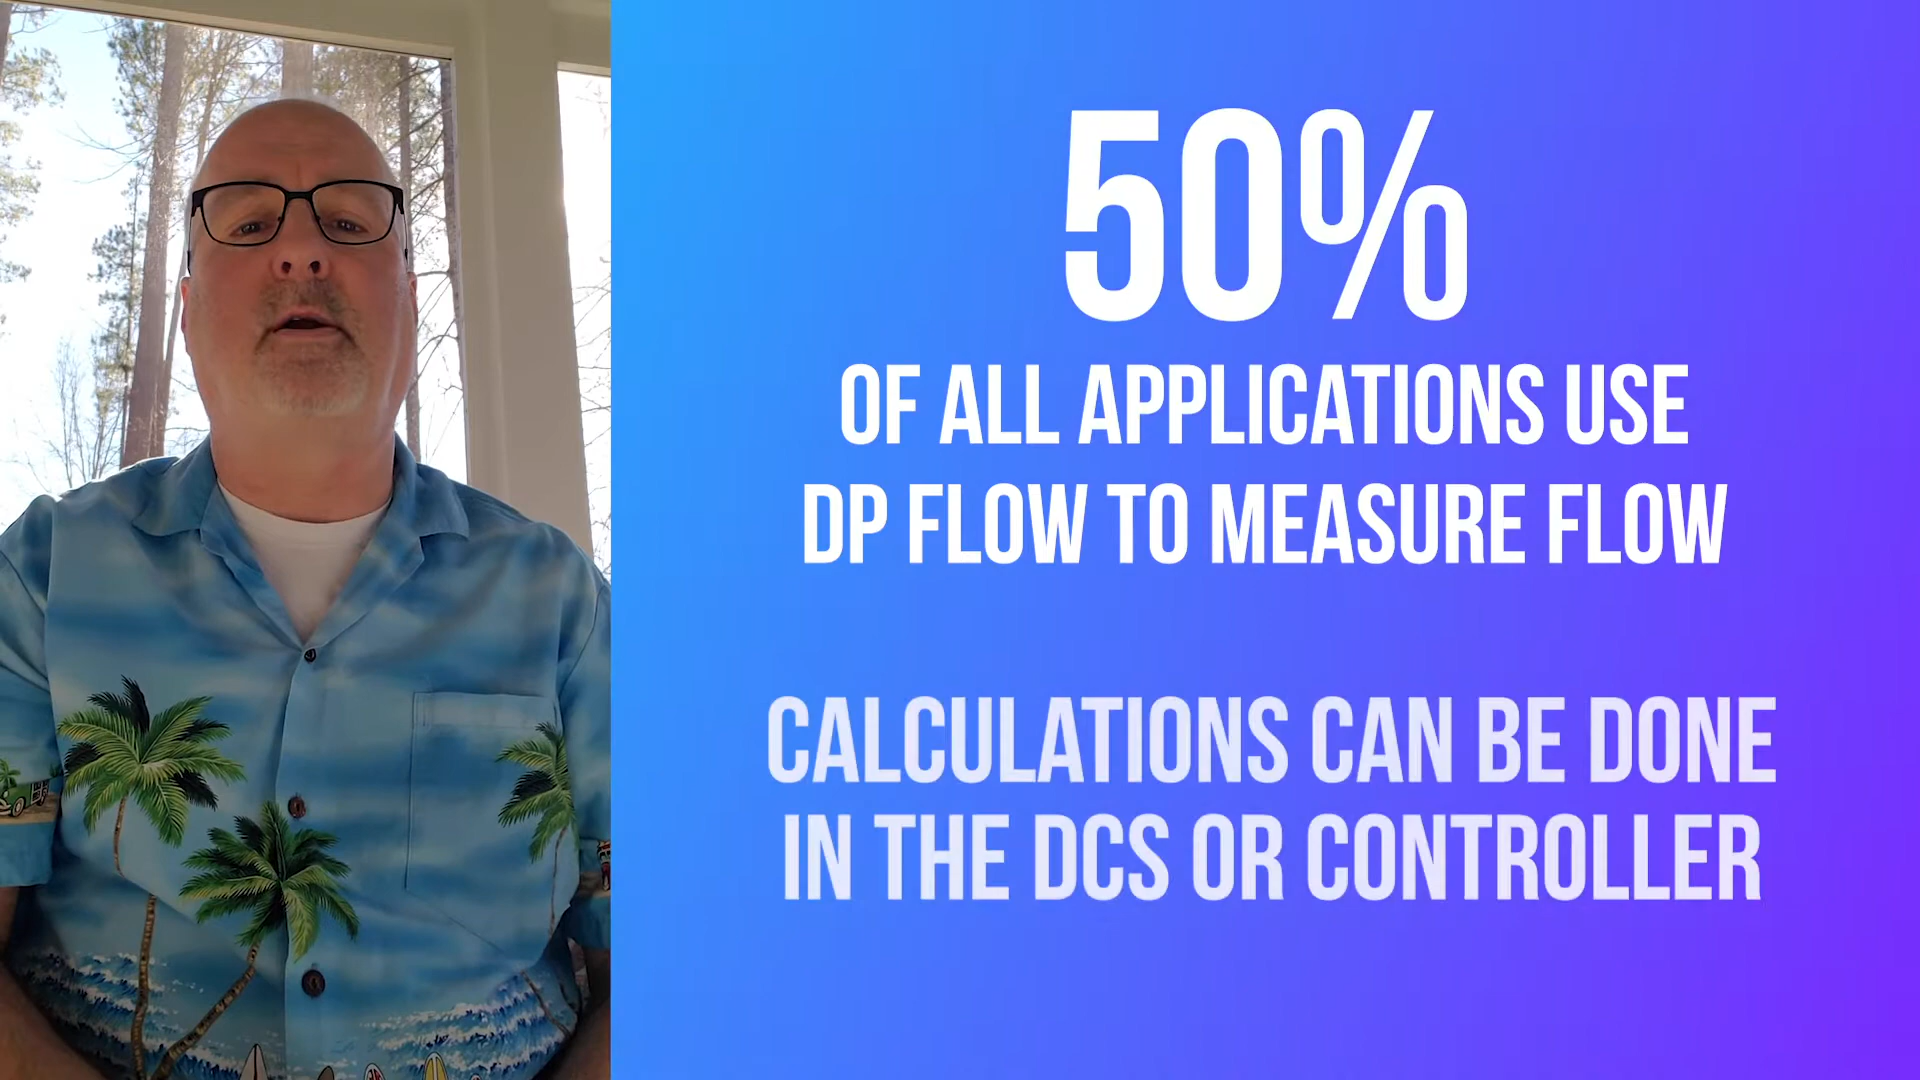 50%
OF ALL APPLICATIONS USE
DP FLOW TO MEASURE FLOW
CALCULATIONS CAN BE DONE
IN THE DCS OR CONTROLLER